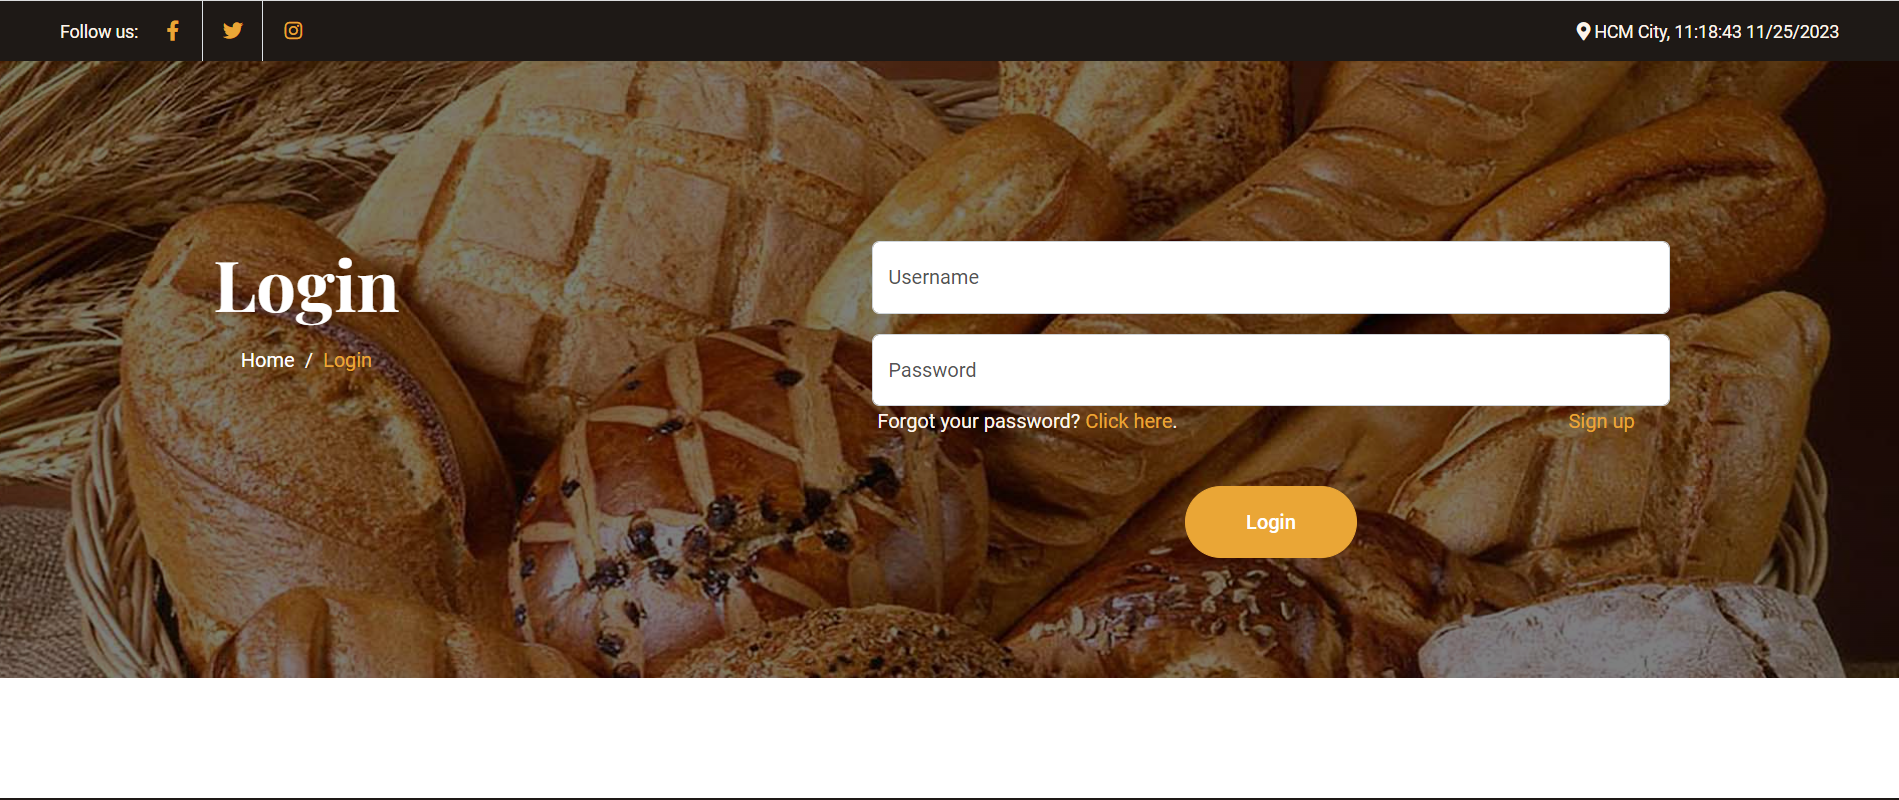 Follow us:
HCM City, 11:18:43 11/25/2023
Login
Home / Login
Username
Password
Forgot your password? Click here.
Sign up
Login